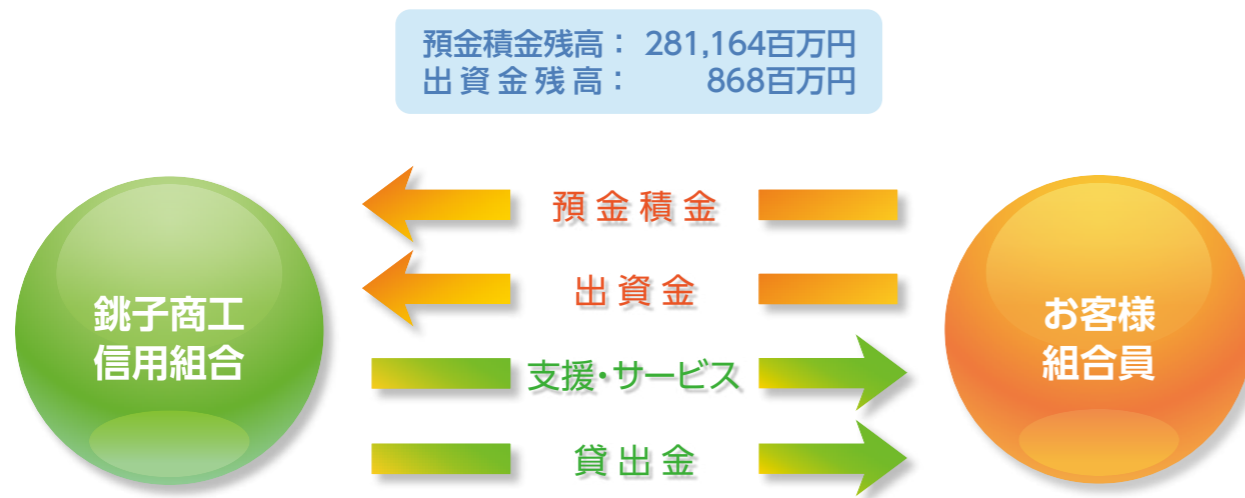 預金積金残高： 281,164百万円
出資金残高： 868百万円
預金積金
出資金
銚子商工
信用組合
お客様
組合員
支援・サービス
貸出金